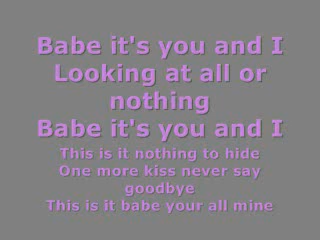 Babe it's you and I
Looking at all or
nothing
Babe it's you and I
This is it nothing to hide
One more kiss never say
goodbye
This is it babe your all mine